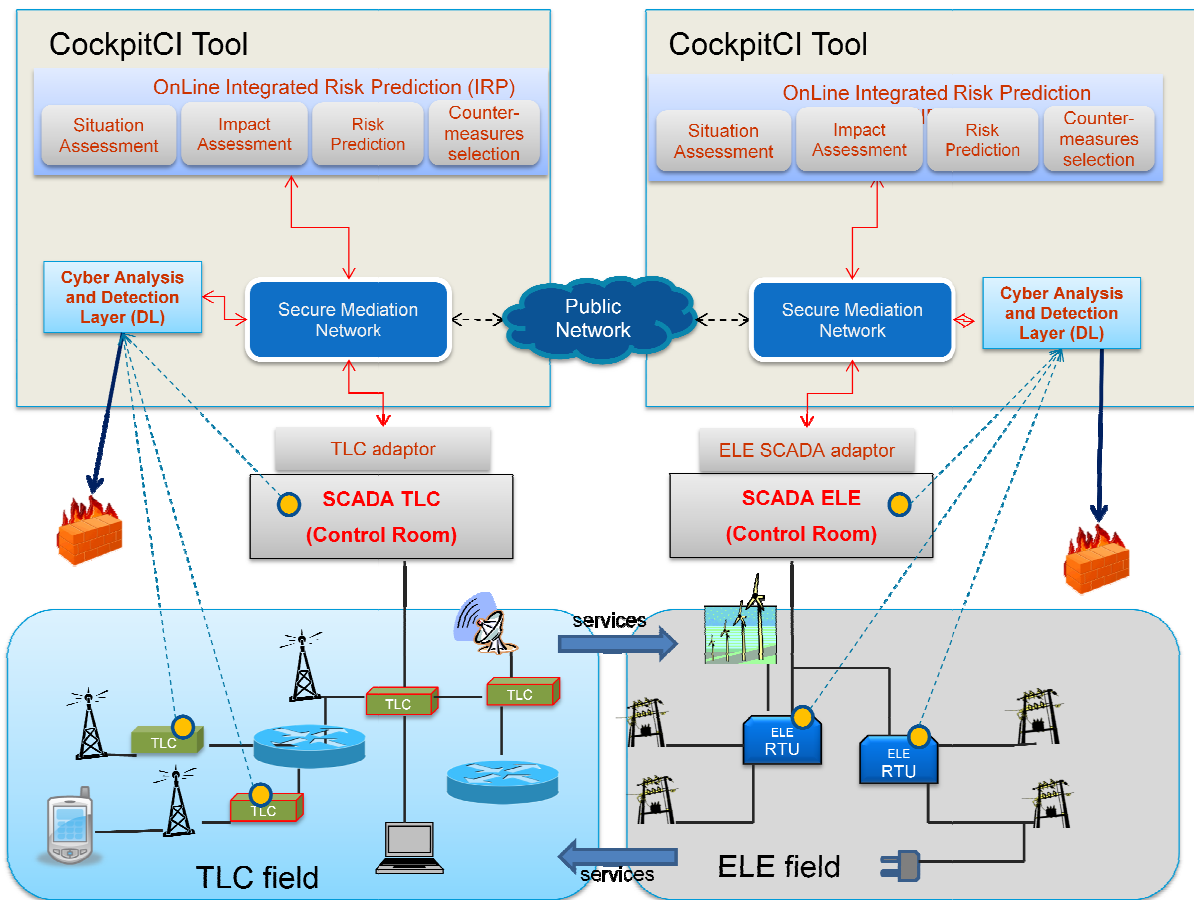 CockpitCI Tool
OnLine Integrated Risk Prediction (IRP)
Situation
Assessment
Impact
Assessment
Risk
Prediction
Counter-
measures
selection
Cyber Analysis
and Detection
Layer (DL)
Secure Mediation
Network
Public
Network
CockpitCI Tool
OnLine Integrated Risk Prediction
Situation
Assessment
Impact
Assessment
Risk
Prediction
Counter-
measures
selection
Secure Mediation
Network
Cyber Analysis
and Detection
Layer (DL)
TLC adaptor
SCADA TLC
(Control Room)
ELE SCADA adaptor
SCADA ELE
(Control Room)
services
TLC
TLC
TLC
TLC
TLC field
ELE
RTU
ELE
RTU
services
ELE field